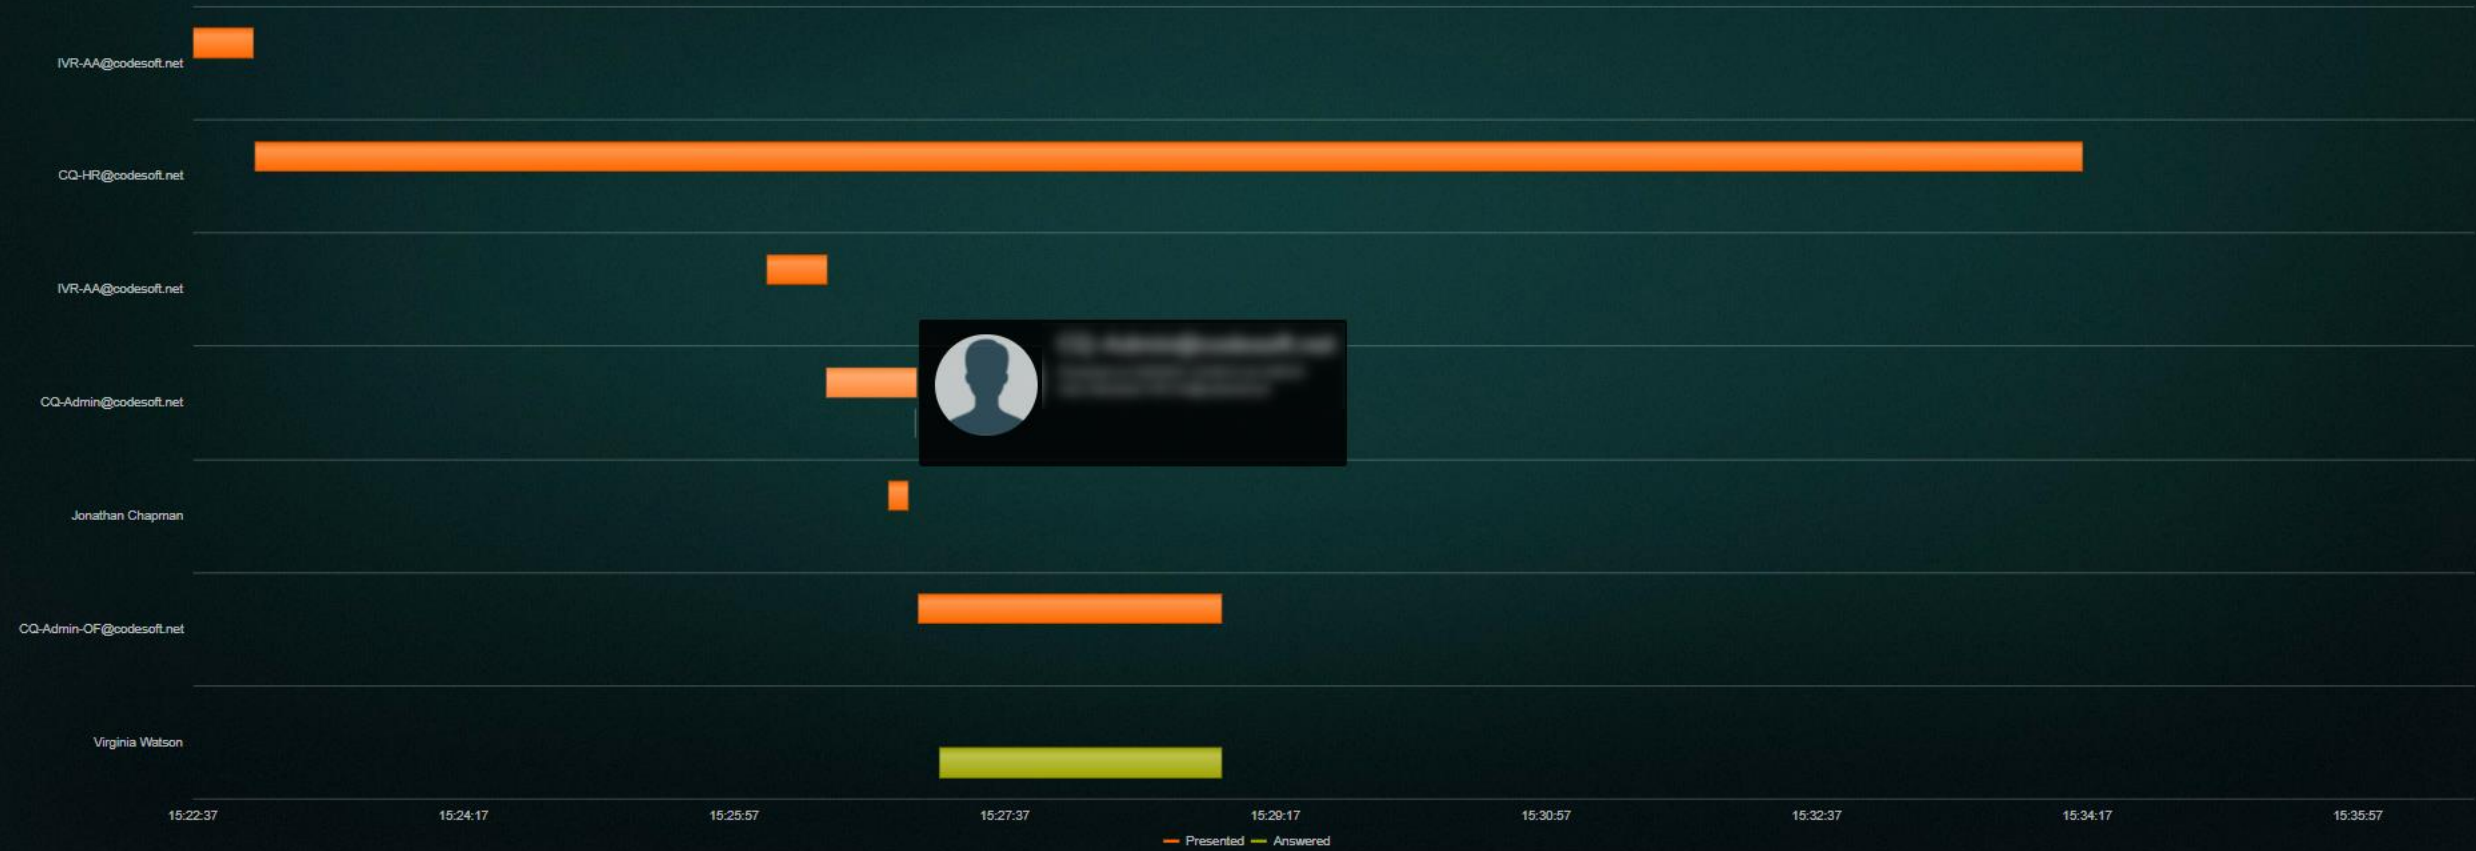 IVR-AA@codesoft.net
CQ-HR@codesoft.net
IVR-AA@codesoft.net
CQ-Admin@codesoft.net
Jonathan Chapman
CQ-Admin-OF@codesoft.net
Virginia Watson
15:22:37 15:24:17 15:25:57 15:27:37 15:29:17 15:30:57 15:32:37 15:34:17 15:35:57
Presented Answered